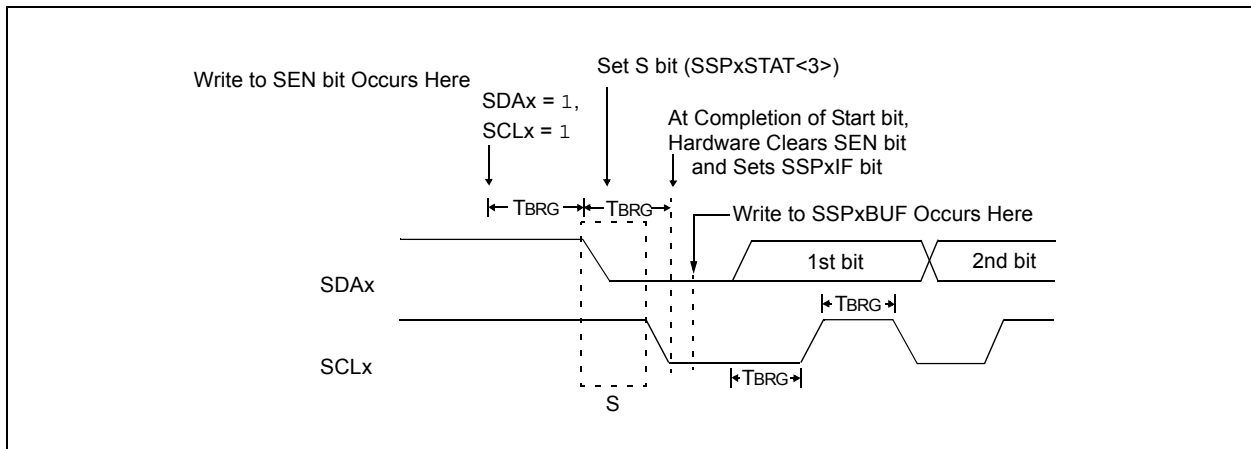 Write to SEN bit Occurs Here
Set S bit (SSPxSTAT<3>)
SDAx = 1,
SCLx = 1
At Completion of Start bit,
Hardware Clears SEN bit
and Sets SSPxIF bit
TBRG
TBRG
Write to SSPxBUF Occurs Here
SDAx
1st bit
2nd bit
TBRG
SCLx
TBRG
S